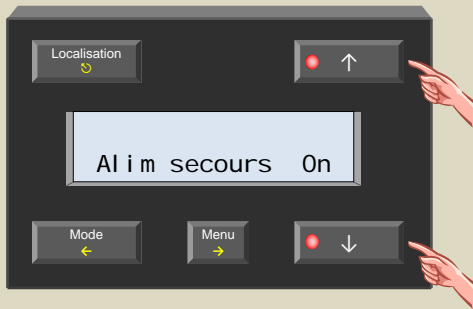 Localisation
↑
Alim secours On
Mode
←
Menu
→
↓